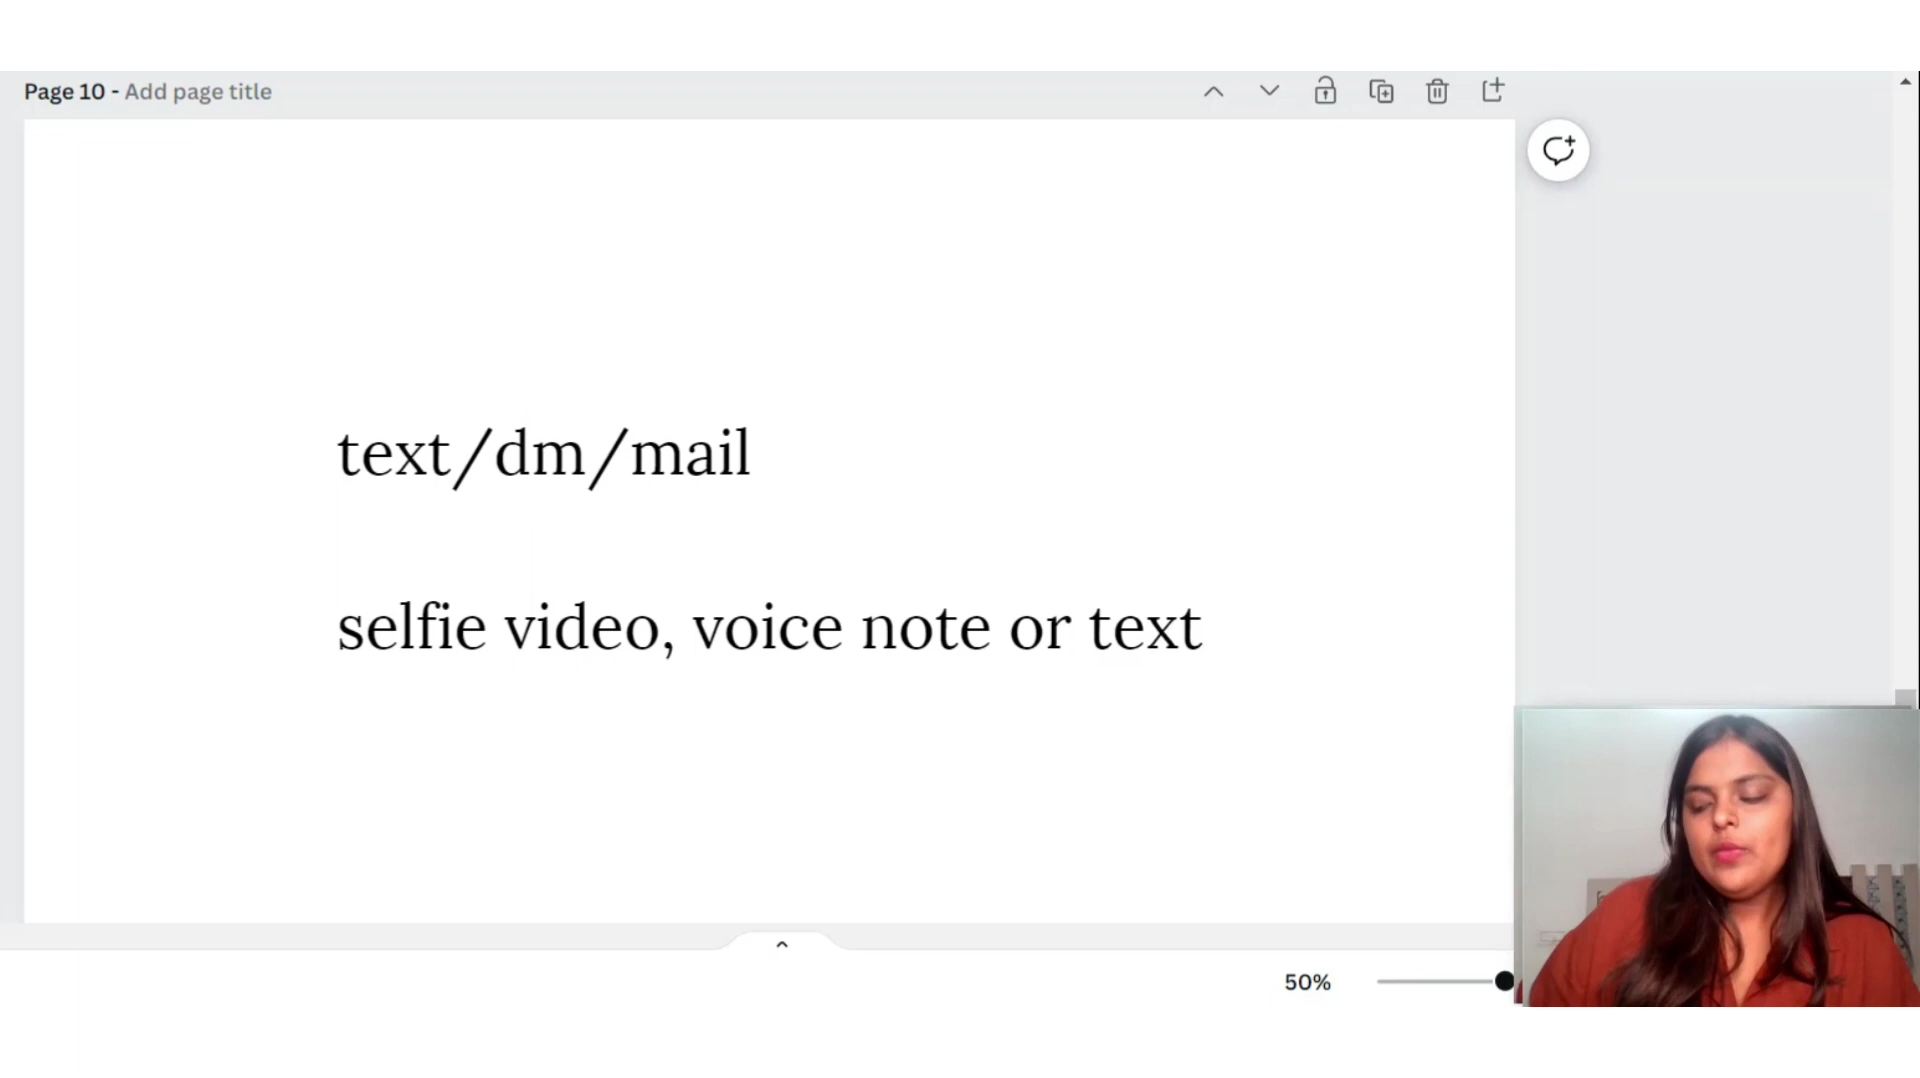 Page 10 - Add page title
text/dm/mail
selfie video, voice note or text
50%